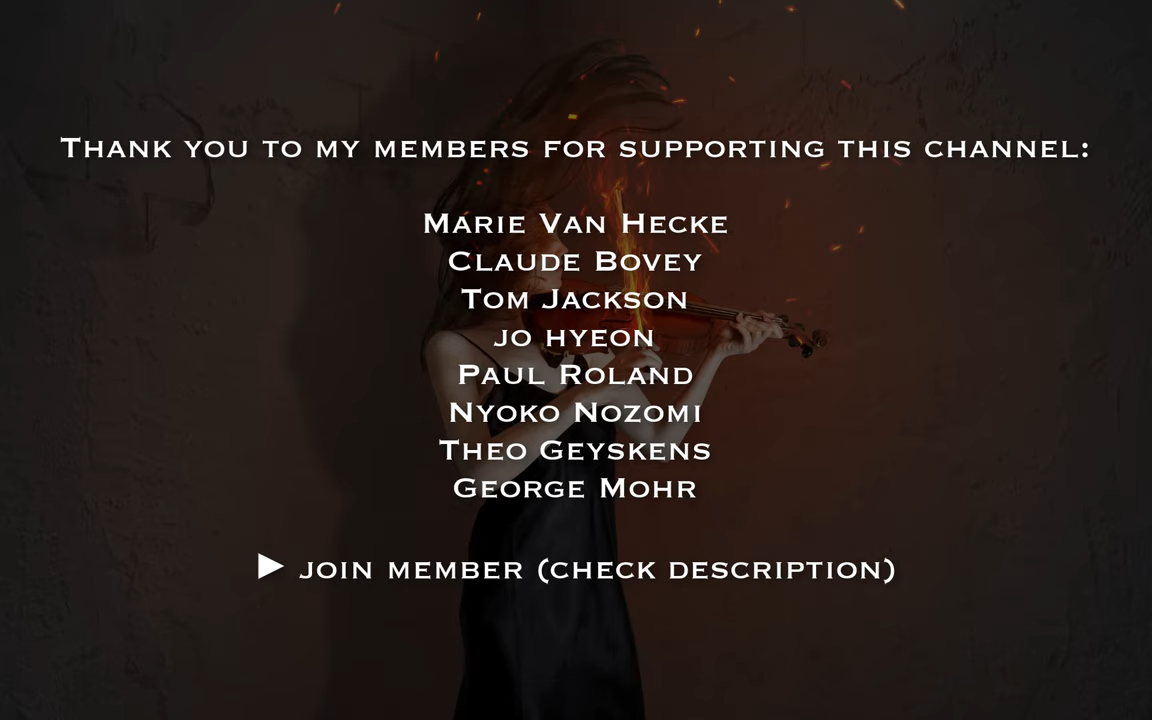 Thank you to my members for supporting this channel:
Marie Van Hecke
Claude Bovey
Tom Jackson
jo hyeon
Paul Roland
Nyoko Nozomi
Theo Geyskens
George Mohr
► join member (check description)